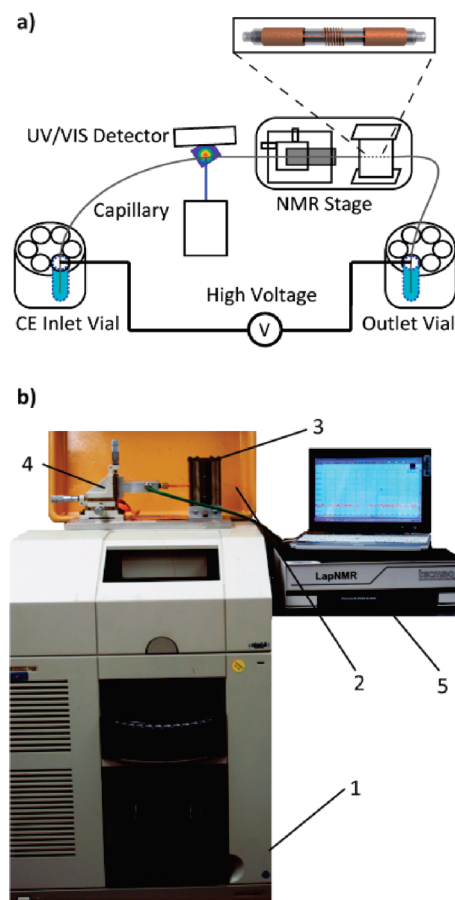 a)
UV/VIS Detector
Capillary
NMR Stage
High Voltage
CE Inlet Vial
V
Outlet Vial
b)
3
4
LapNMR
tecmag
2
5
1